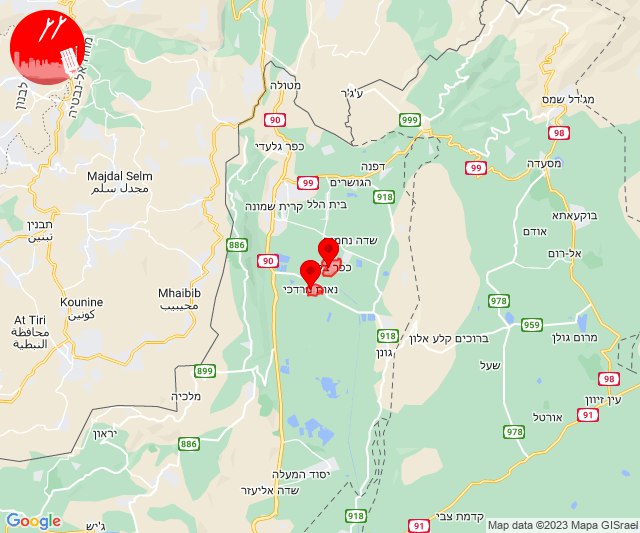 מטולה
ע'ג'ר
מג'דל שמס
מחוז אל-נבטיה
לבנון
90
999
98
כפר גלעדי
דפנה
99
99
מסעדה
Majdal Selm
مجدل سلم
הגושרים
918
קרית שמונה
בית הלל
בוקעאתא
תבנין
تبنين
886
שדה נחמ
אודם
אל-רום
90
כפר
נאות מרדכי
Mhaibib
محيبيب
Kounine
كونين
At Tiri
محافظة
النبطية
978
959
918
ברוכים קלע אלון
מרום גולן
גונן
שעל
899
98
מלכיה
עין זיוון
91
אורטל
יראון
886
978
יסוד המעלה
שדה אליעזר
918
91
קדמת צבי
ג'יש
Google
Map data ©2023 Mapa GISrael